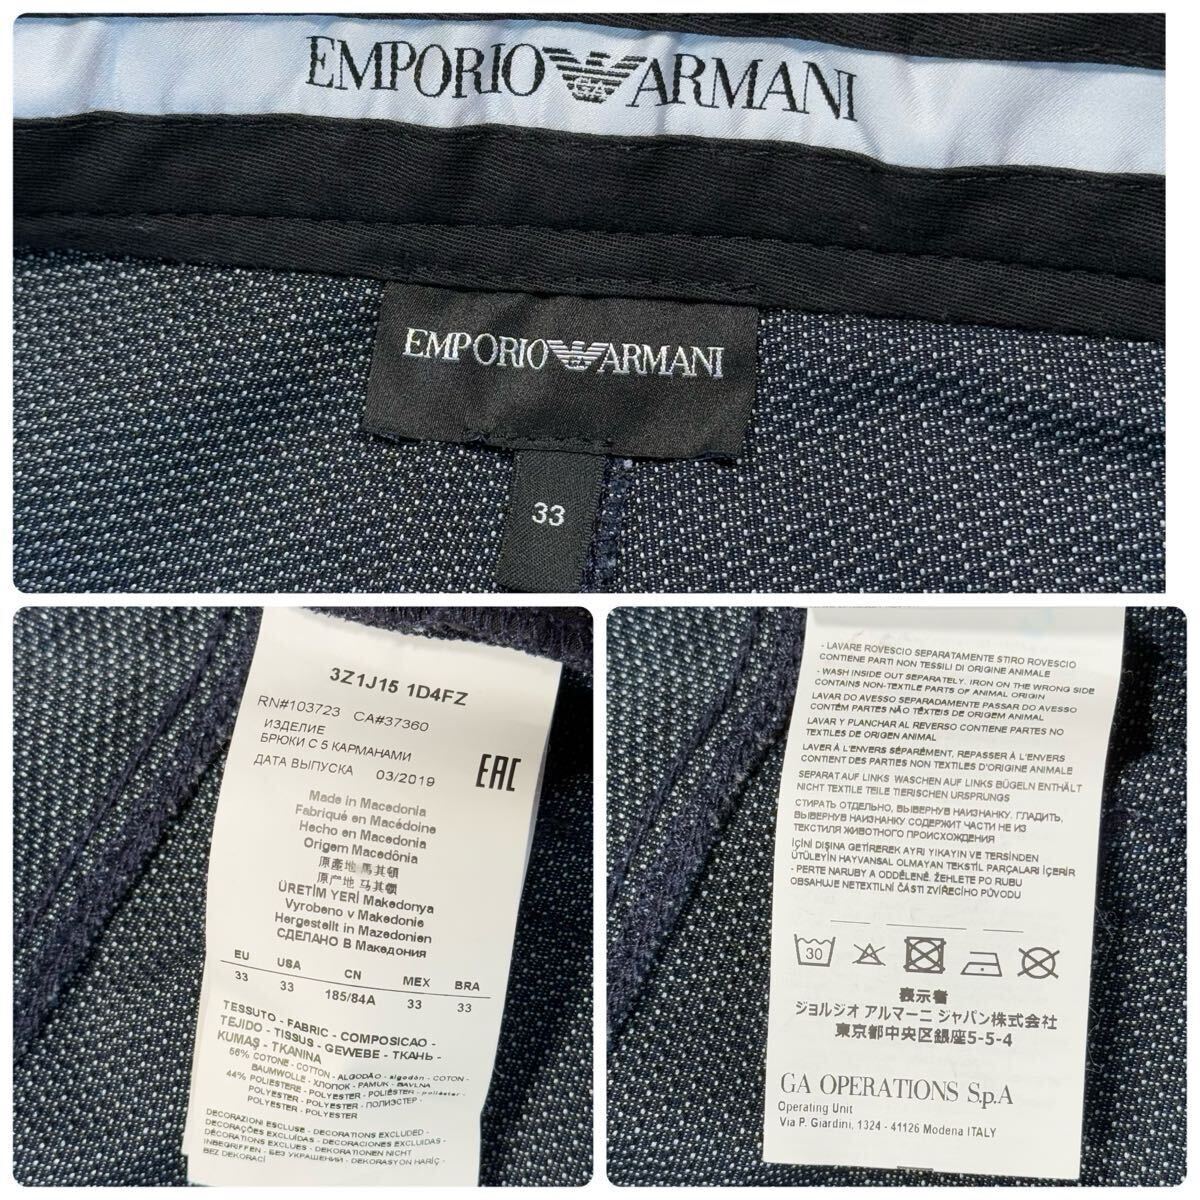 EMPORIO ARMANI
EMPORIO ARMANI
33
3Z1J15 1D4FZ
RN#103723 CA#37360
ИЗДЕЛИЕ
БРЮКИ С 5 КАРМАНАМИ
ДАТА ВЫПУСКА 03/2019
EAC
Made in Macedonia
Fabriqué en Macédoine
Hecho en Macedonia
Origem Macedônia
原產地 馬其頓
原产地 马其顿
ÜRETİM YERİ Makedonya
Vyrobeno v Makedonie
Hergestellt in Mazedonien
СДЕЛАНО В Македония
EU USA CN MEX BRA
33 33 185/84A 33 33
TESSUTO - FABRIC - COMPOSICAO -
TEJIDO - TISSUS - GEWEBE - ТКАНЬ -
KUMAŞ - TKANINA
56% COTONE - COTTON - ALGODÃO - algodón - COTON -
BAUMWOLLE - ХЛОПОК - PAMUK - BAVLNA
44% POLIESTERE - POLYESTER - POLIÉSTER - poliéster -
POLYESTER - POLYESTER - ПОЛИЭСТЕР -
POLYESTER - POLYESTER
DECORAZIONI ESCLUSE - DECORATIONS EXCLUDED -
DECORAÇÕES EXCLUÍDAS - DECORACIONES EXCLUIDAS -
DÉCORATIONS EXCLUES - DEKORATIONEN NICHT
INBEGRIFFEN - БЕЗ УКРАШЕНИЙ - DEKORASYON HARİÇ -
BEZ DEKORACÍ
- LAVARE ROVESCIO SEPARATAMENTE STIRO ROVESCIO
CONTIENE PARTI NON TESSILI DI ORIGINE ANIMALE
- WASH INSIDE OUT SEPARATELY. IRON ON THE WRONG SIDE
CONTAINS NON-TEXTILE PARTS OF ANIMAL ORIGIN
LAVAR DO AVESSO SEPARADAMENTE PASSAR DO AVESSO
CONTÉM PARTES NÃO TÊXTEIS DE ORIGEM ANIMAL
LAVAR Y PLANCHAR AL REVERSO CONTIENE PARTES NO
TEXTILES DE ORIGEN ANIMAL
LAVER À L'ENVERS SÉPARÉMENT, REPASSER À L'ENVERS
CONTIENT DES PARTIES NON TEXTILES D'ORIGINE ANIMALE
SEPARAT AUF LINKS WASCHEN AUF LINKS BÜGELN ENTHÄLT
NICHT TEXTILE TEILE TIERISCHEN URSPRUNGS
СТИРАТЬ ОТДЕЛЬНО, ВЫВЕРНУВ НАИЗНАНКУ. ГЛАДИТЬ,
ВЫВЕРНУВ НАИЗНАНКУ СОДЕРЖИТ ЧАСТИ НЕ ИЗ
ТЕКСТИЛЯ ЖИВОТНОГО ПРОИСХОЖДЕНИЯ
İÇİNİ DIŞINA GETİREREK AYRI YIKAYIN VE TERSİNDEN
ÜTÜLEYİN HAYVANSAL OLMAYAN TEKSTİL PARÇALARI İÇERİR
- PERTE NARUBY A ODDĚLENĚ. ŽEHLETE PO RUBU
OBSAHUJE NETEXTILNÍ ČÁSTI ZVÍŘECÍHO PŮVODU
30
表示者
ジョルジオ アルマーニ ジャパン株式会社
東京都中央区銀座5-5-4
GA OPERATIONS S.p.A
Operating Unit
Via P. Giardini, 1324 - 41126 Modena ITALY